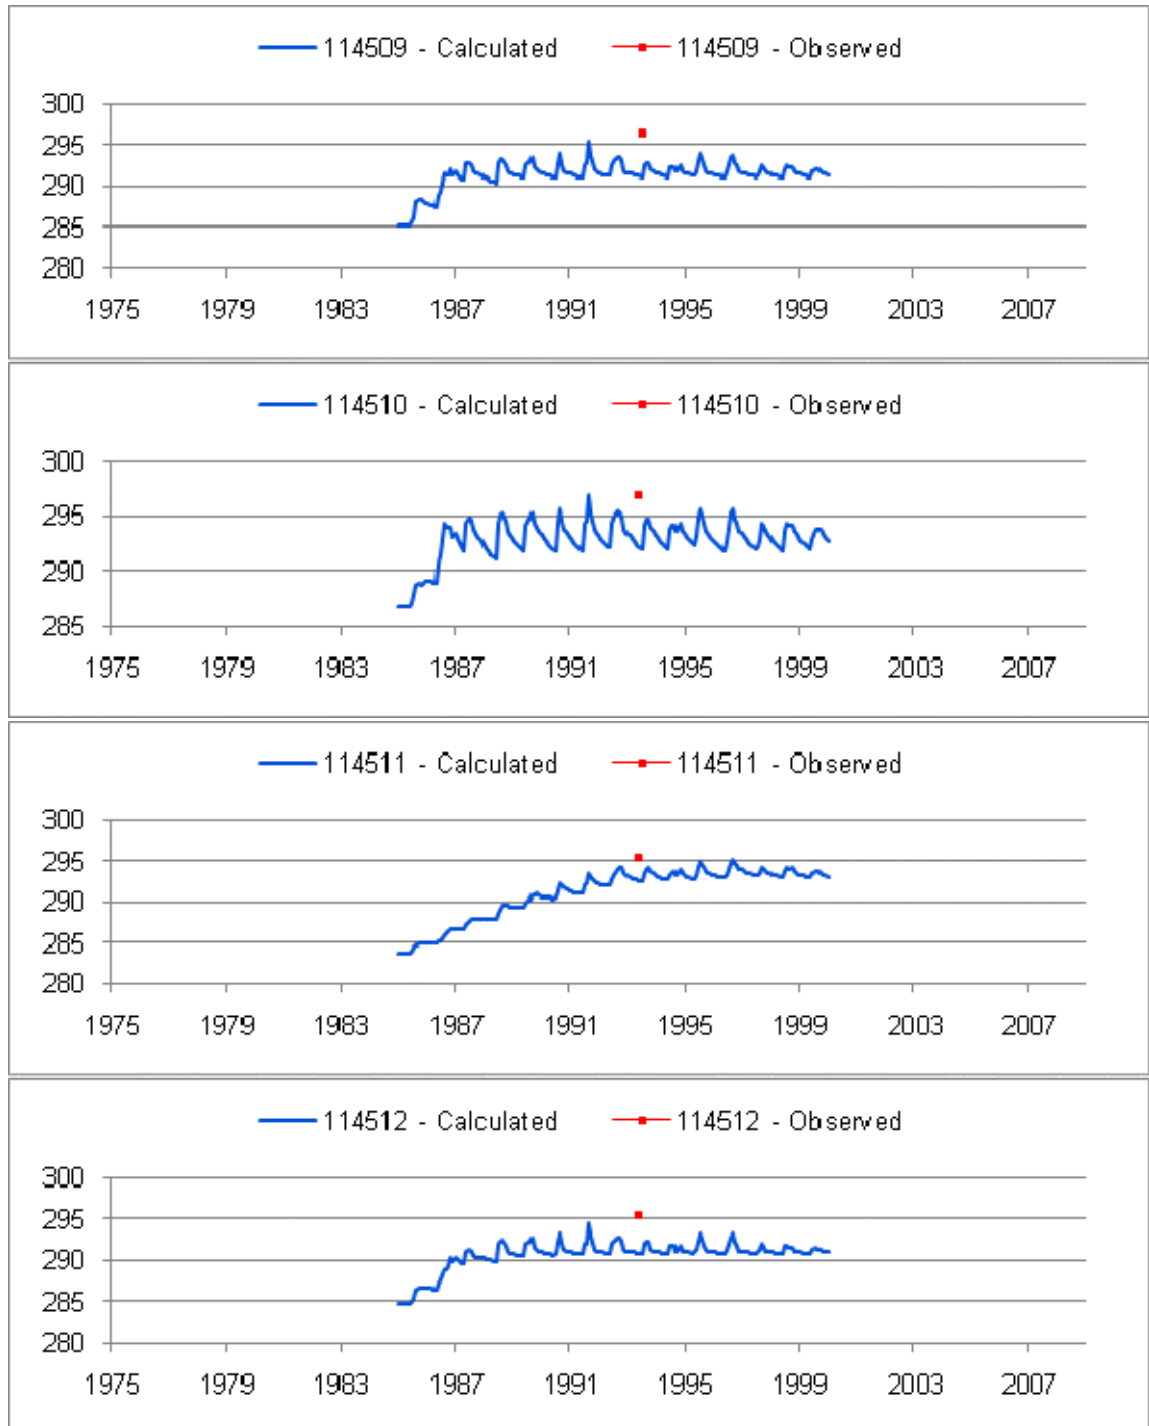 114509 - Calculated 114509 - Observed
300
295
290
285
280
1975 1979 1983 1987 1991 1995 1999 2003 2007
114510 - Calculated 114510 - Observed
300
295
290
285
1975 1979 1983 1987 1991 1995 1999 2003 2007
114511 - Calculated 114511 - Observed
300
295
290
285
280
1975 1979 1983 1987 1991 1995 1999 2003 2007
114512 - Calculated 114512 - Observed
300
295
290
285
280
1975 1979 1983 1987 1991 1995 1999 2003 2007